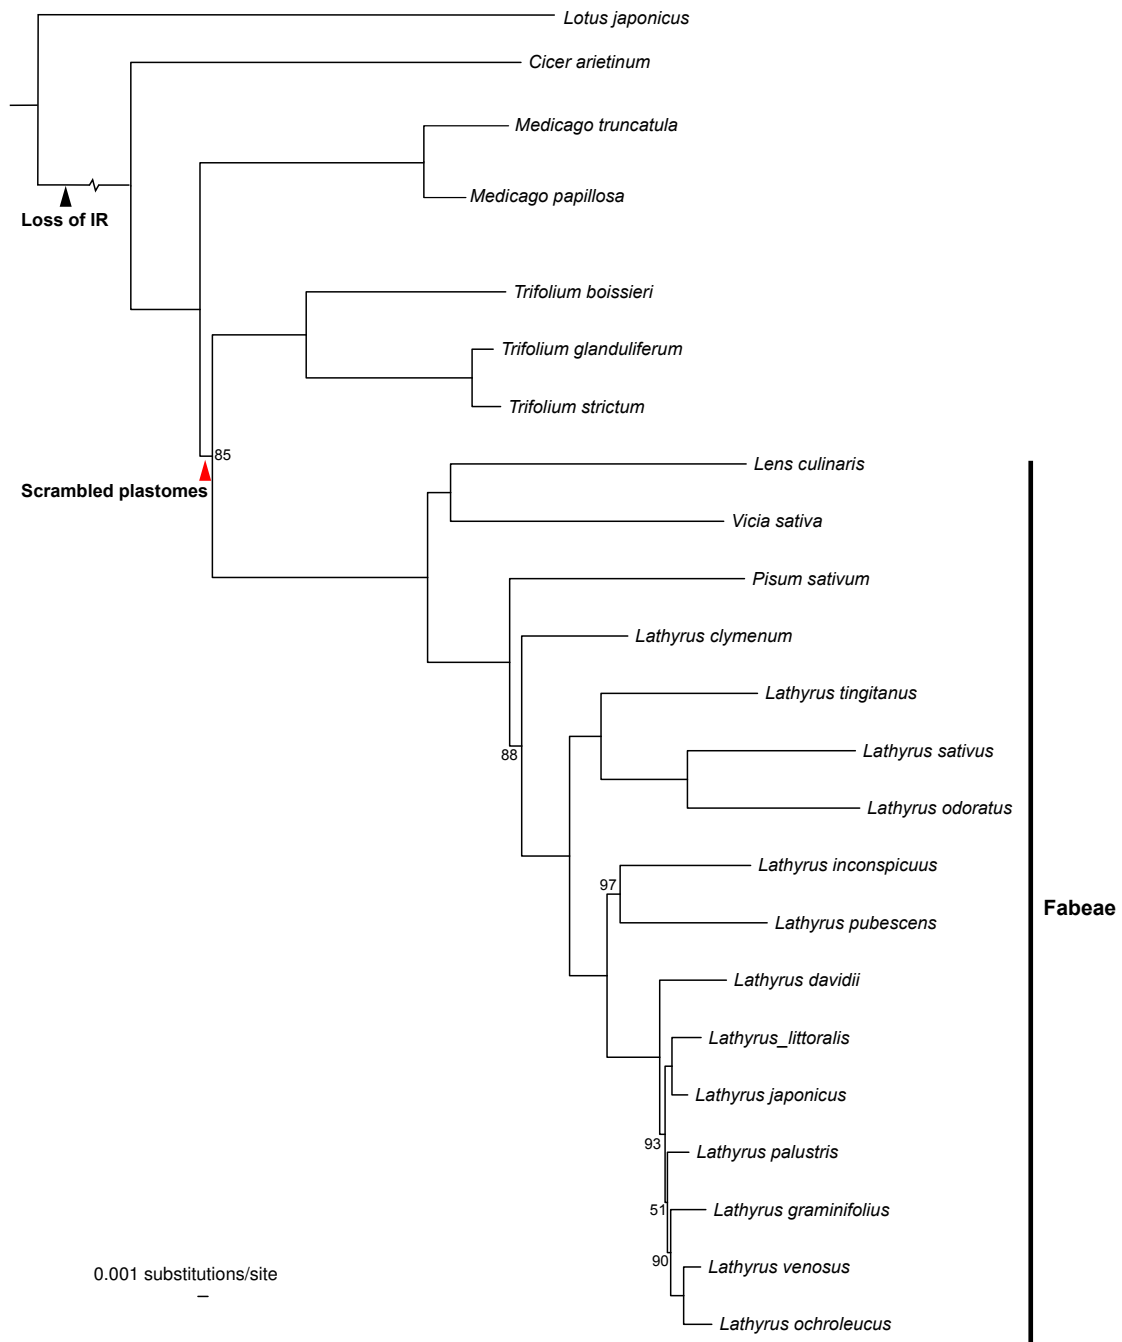 Lotus japonicus
Cicer arietinum
Medicago truncatula
Medicago papillosa
Loss of IR
Trifolium boissieri
Trifolium glanduliferum
Trifolium strictum
85
Lens culinaris
Scrambled plastomes
Vicia sativa
Pisum sativum
Lathyrus clymenum
Lathyrus tingitanus
88
Lathyrus sativus
Lathyrus odoratus
Lathyrus inconspicuus
97
Fabeae
Lathyrus pubescens
Lathyrus davidii
Lathyrus_littoralis
Lathyrus japonicus
93
Lathyrus palustris
51
Lathyrus graminifolius
90
Lathyrus venosus
0.001 substitutions/site
Lathyrus ochroleucus